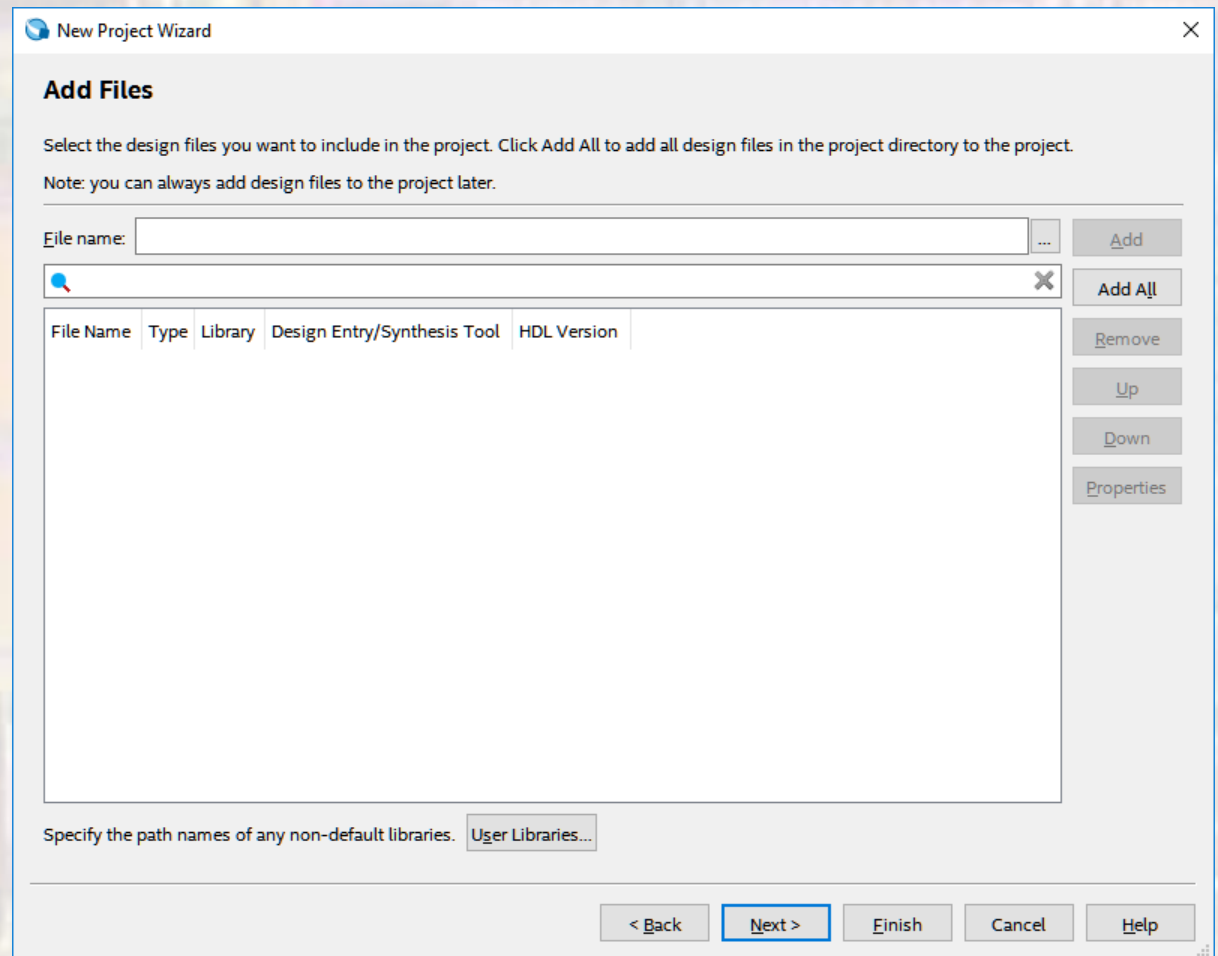 New Project Wizard
Add Files
Select the design files you want to include in the project. Click Add All to add all design files in the project directory to the project.
Note: you can always add design files to the project later.
File name:
...
Add
Add All
File Name Type Library Design Entry/Synthesis Tool HDL Version
Remove
Up
Down
Properties
Specify the path names of any non-default libraries. User Libraries...
< Back Next > Finish Cancel Help